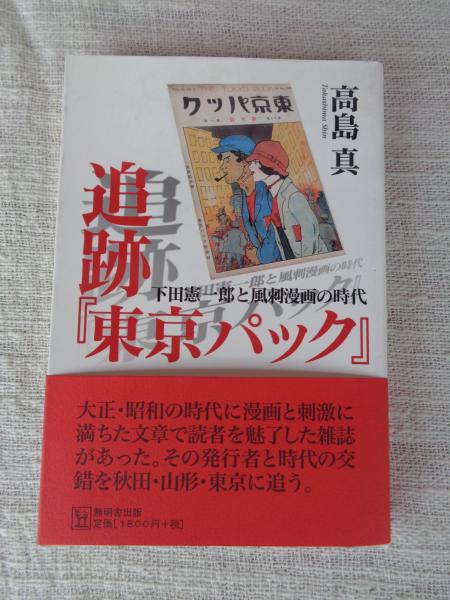 高島 真
Takashima Shin
THE TOKYO PUCK
クッパ京東
追跡
『東京パック』
下田憲一郎と風刺漫画の時代
大正・昭和の時代に漫画と刺激に
満ちた文章で読者を魅了した雑誌
があった。その発行者と時代の交
錯を秋田・山形・東京に追う。
無明舎出版
定価[1800円+税]